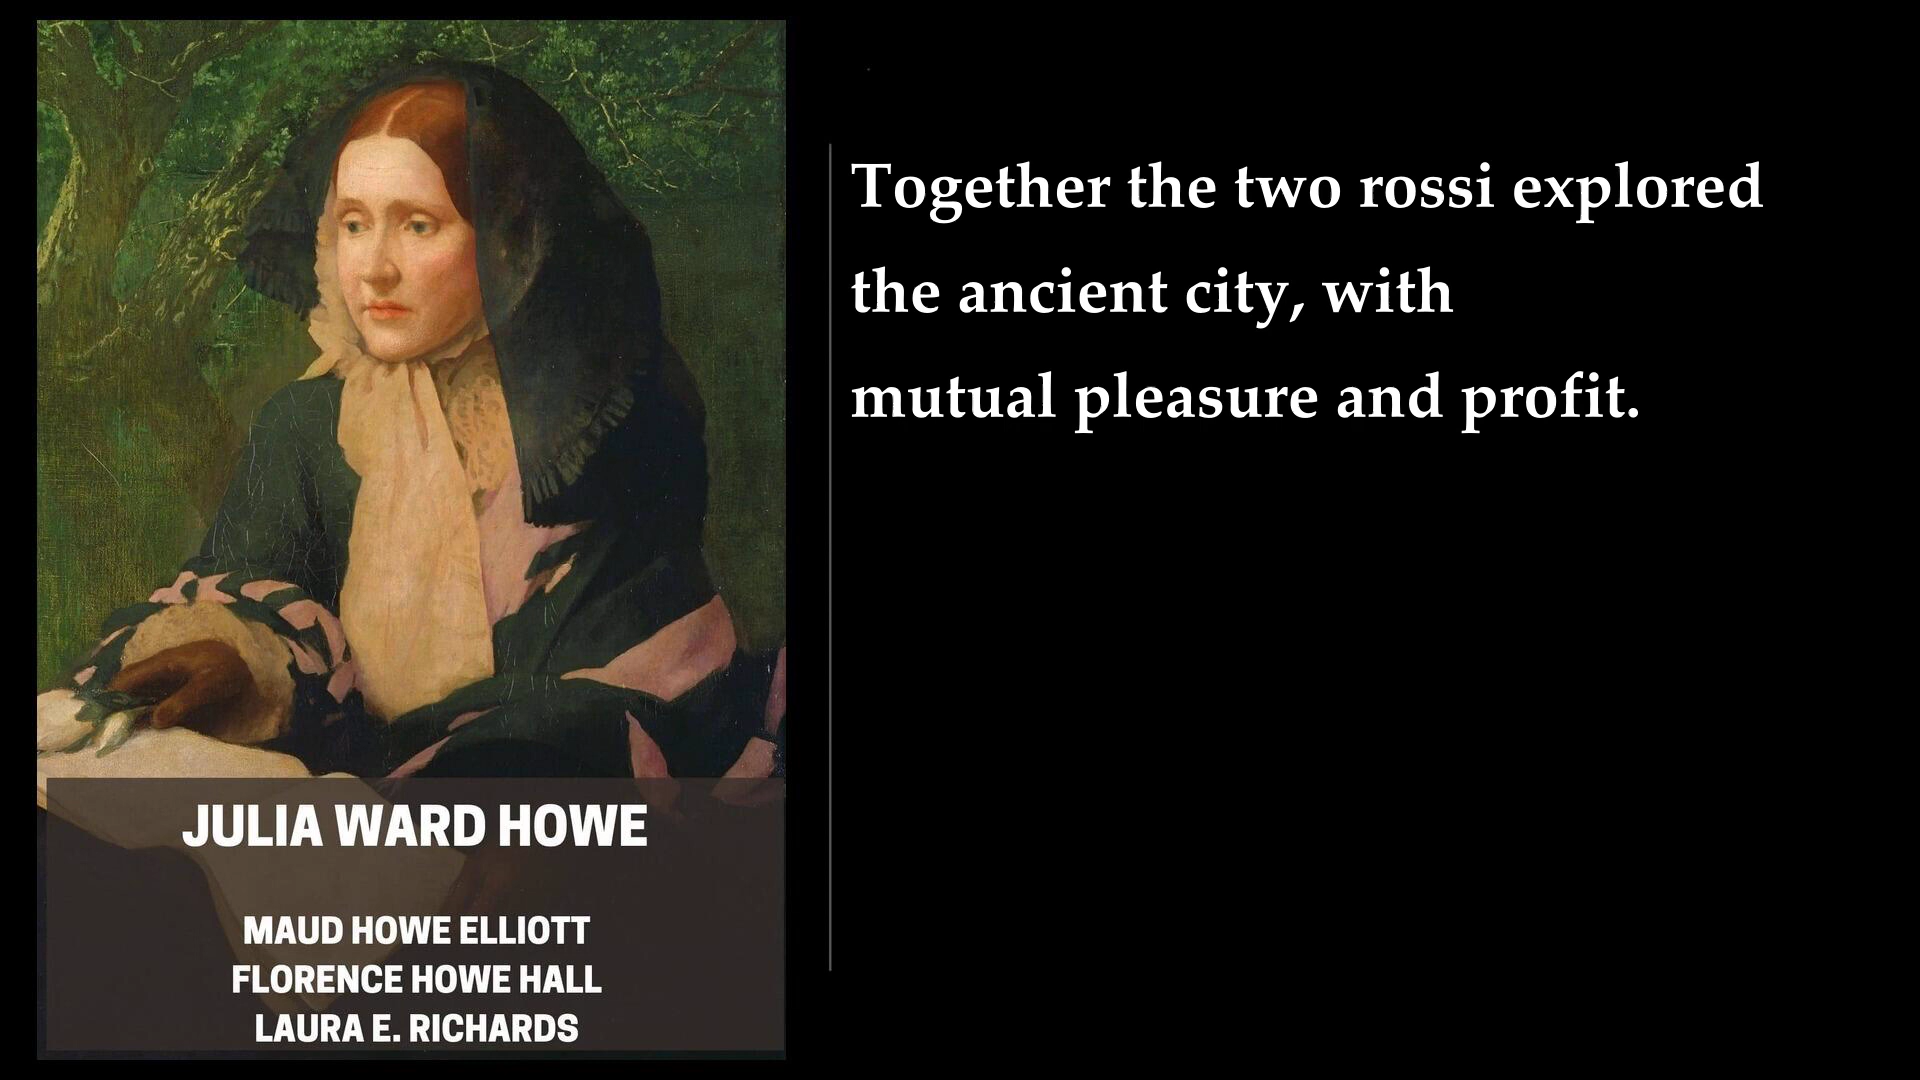 Together the two rossi explored
the ancient city, with
mutual pleasure and profit.
JULIA WARD HOWE
MAUD HOWE ELLIOTT
FLORENCE HOWE HALL
LAURA E. RICHARDS